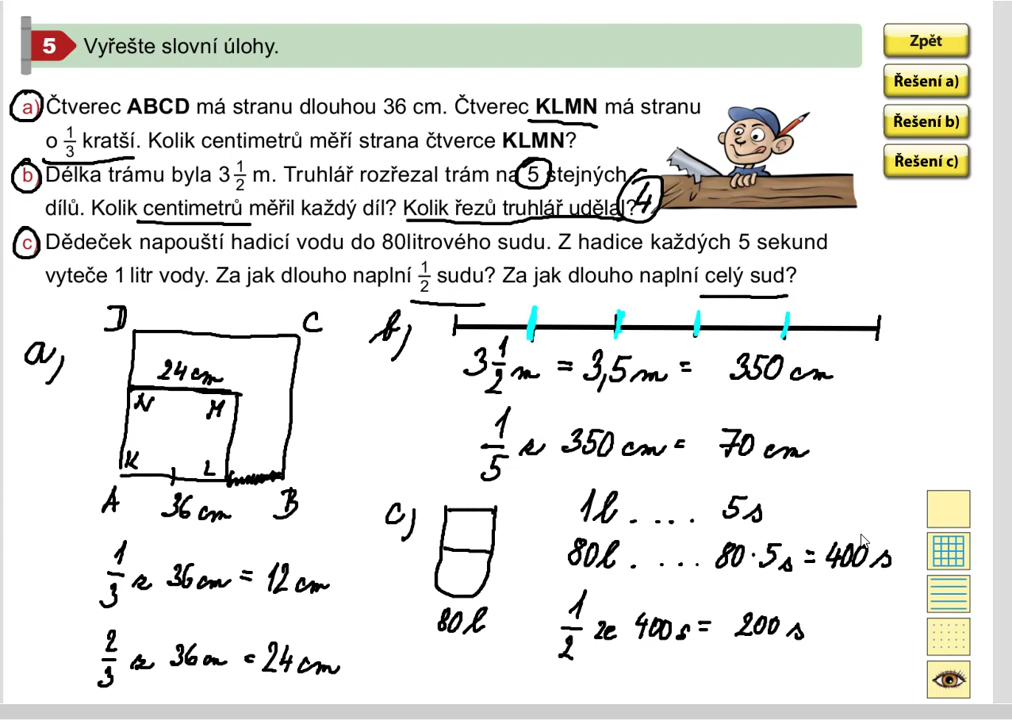 5 Vyřešte slovní úlohy.
Zpět
Řešení a)
Řešení b)
Řešení c)
a) Čtverec ABCD má stranu dlouhou 36 cm. Čtverec KLMN má stranu
o 1/3 kratší. Kolik centimetrů měří strana čtverce KLMN?
b) Délka trámu byla 3 1/2 m. Truhlář rozřezal trám na 5 stejných
dílů. Kolik centimetrů měřil každý díl? Kolik řezů truhlář udělal? 4
c) Dědeček napouští hadicí vodu do 80litrového sudu. Z hadice každých 5 sekund
vyteče 1 litr vody. Za jak dlouho naplní 1/2 sudu? Za jak dlouho naplní celý sud?
a)
D C
24 cm
N M
K L
A 36 cm B
1/3 z 36 cm = 12 cm
2/3 z 36 cm = 24 cm
b)
3 1/2 m = 3,5 m = 350 cm
1/5 z 350 cm = 70 cm
c)
80 l
1 l . . . . 5 s
80 l . . . . 80 · 5 s = 400 s
1/2 ze 400 s = 200 s